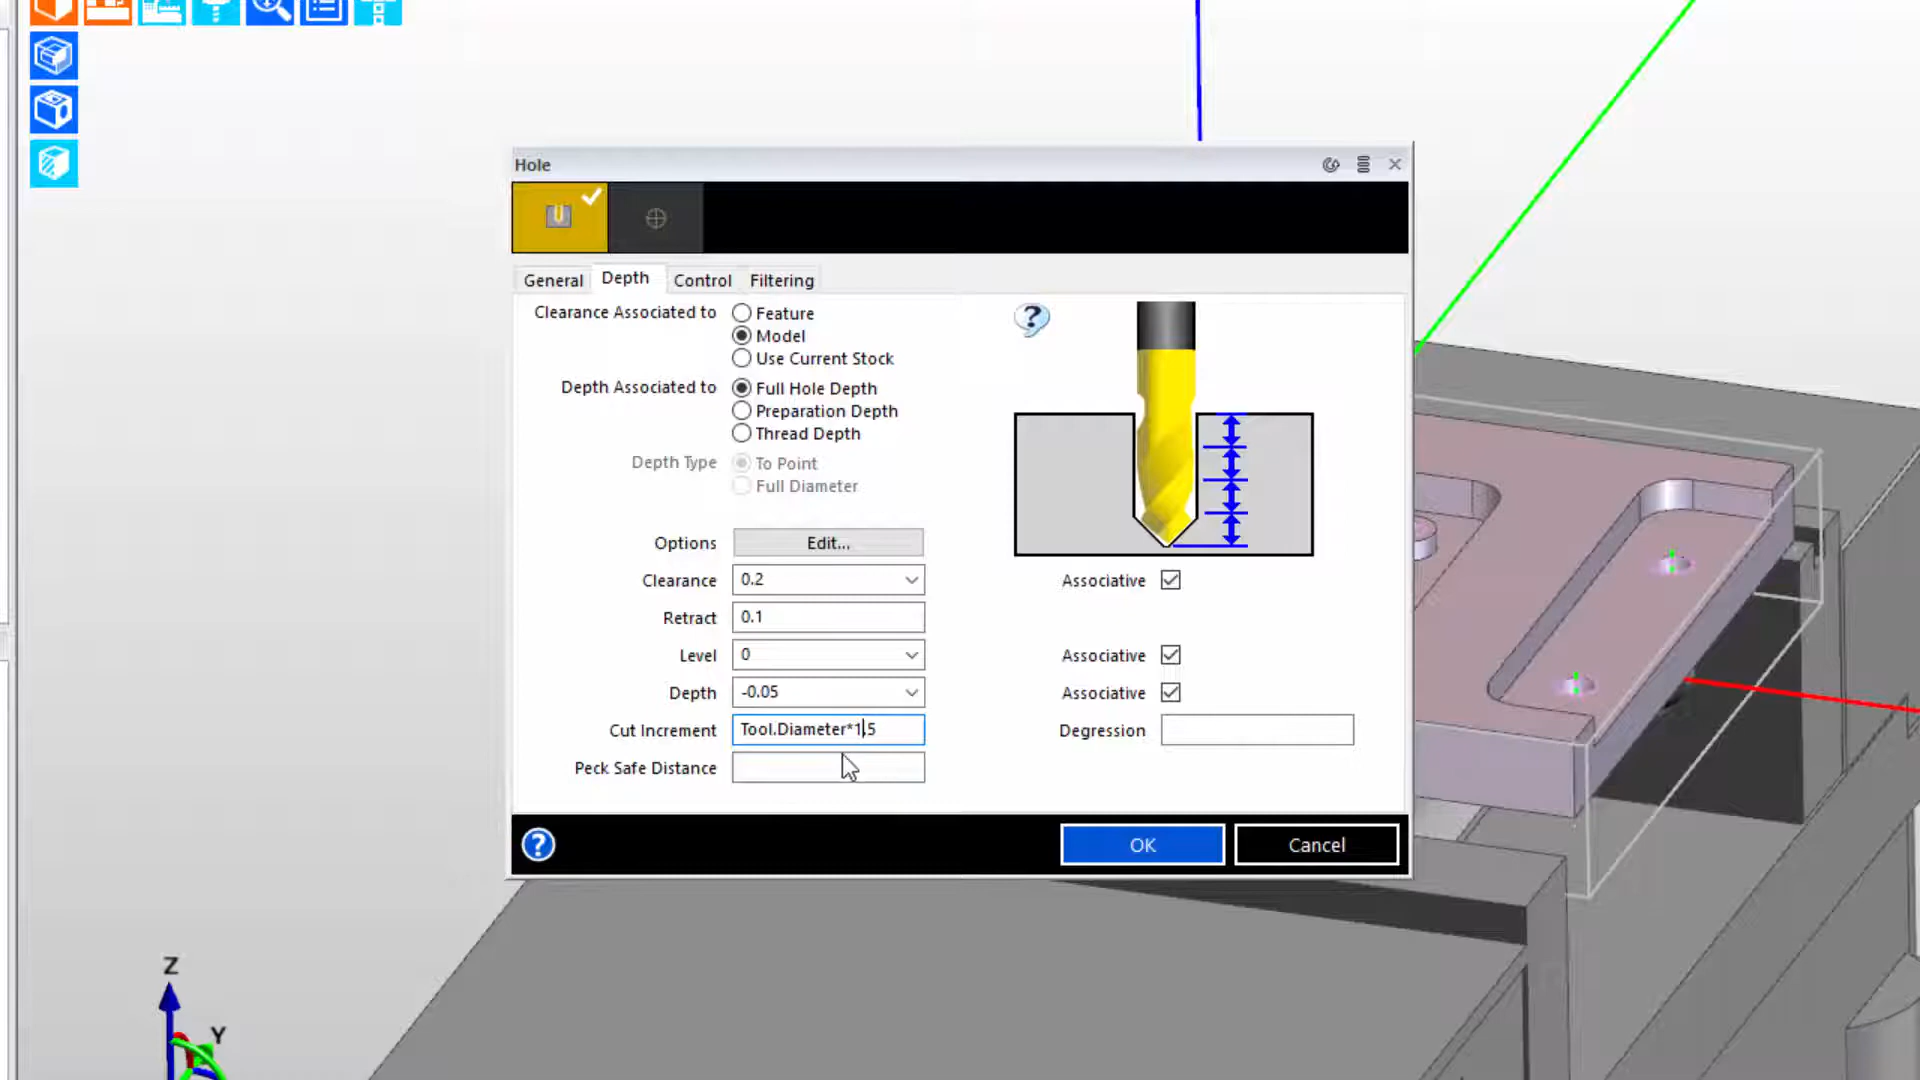 Hole
General Depth Control Filtering
Clearance Associated to Feature
Model
Use Current Stock
Depth Associated to Full Hole Depth
Preparation Depth
Thread Depth
Depth Type To Point
Full Diameter
Options Edit...
Clearance 0.2 Associative
Retract 0.1
Level 0 Associative
Depth -0.05 Associative
Cut Increment Tool.Diameter*1.5 Degression
Peck Safe Distance
OK Cancel
Z
Y